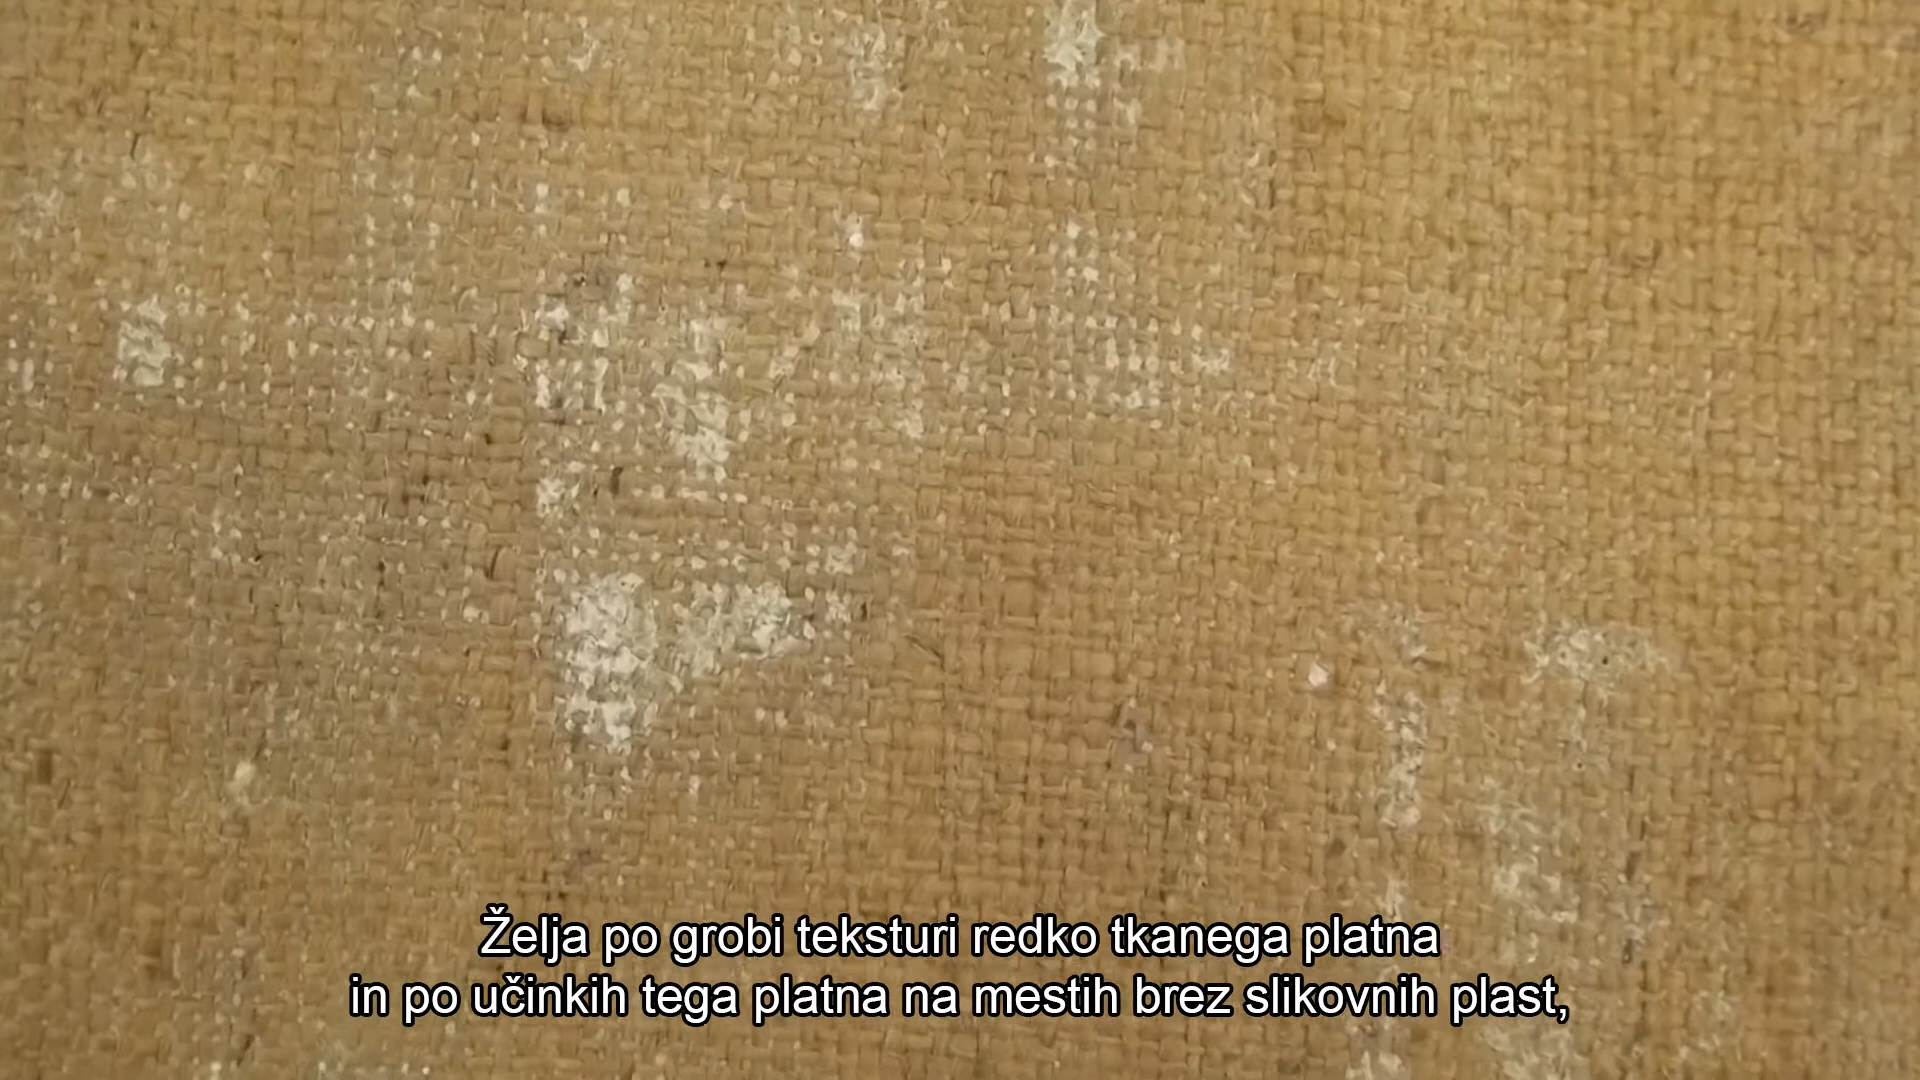 Želja po grobi teksturi redko tkanega platna
in po učinkih tega platna na mestih brez slikovnih plast,